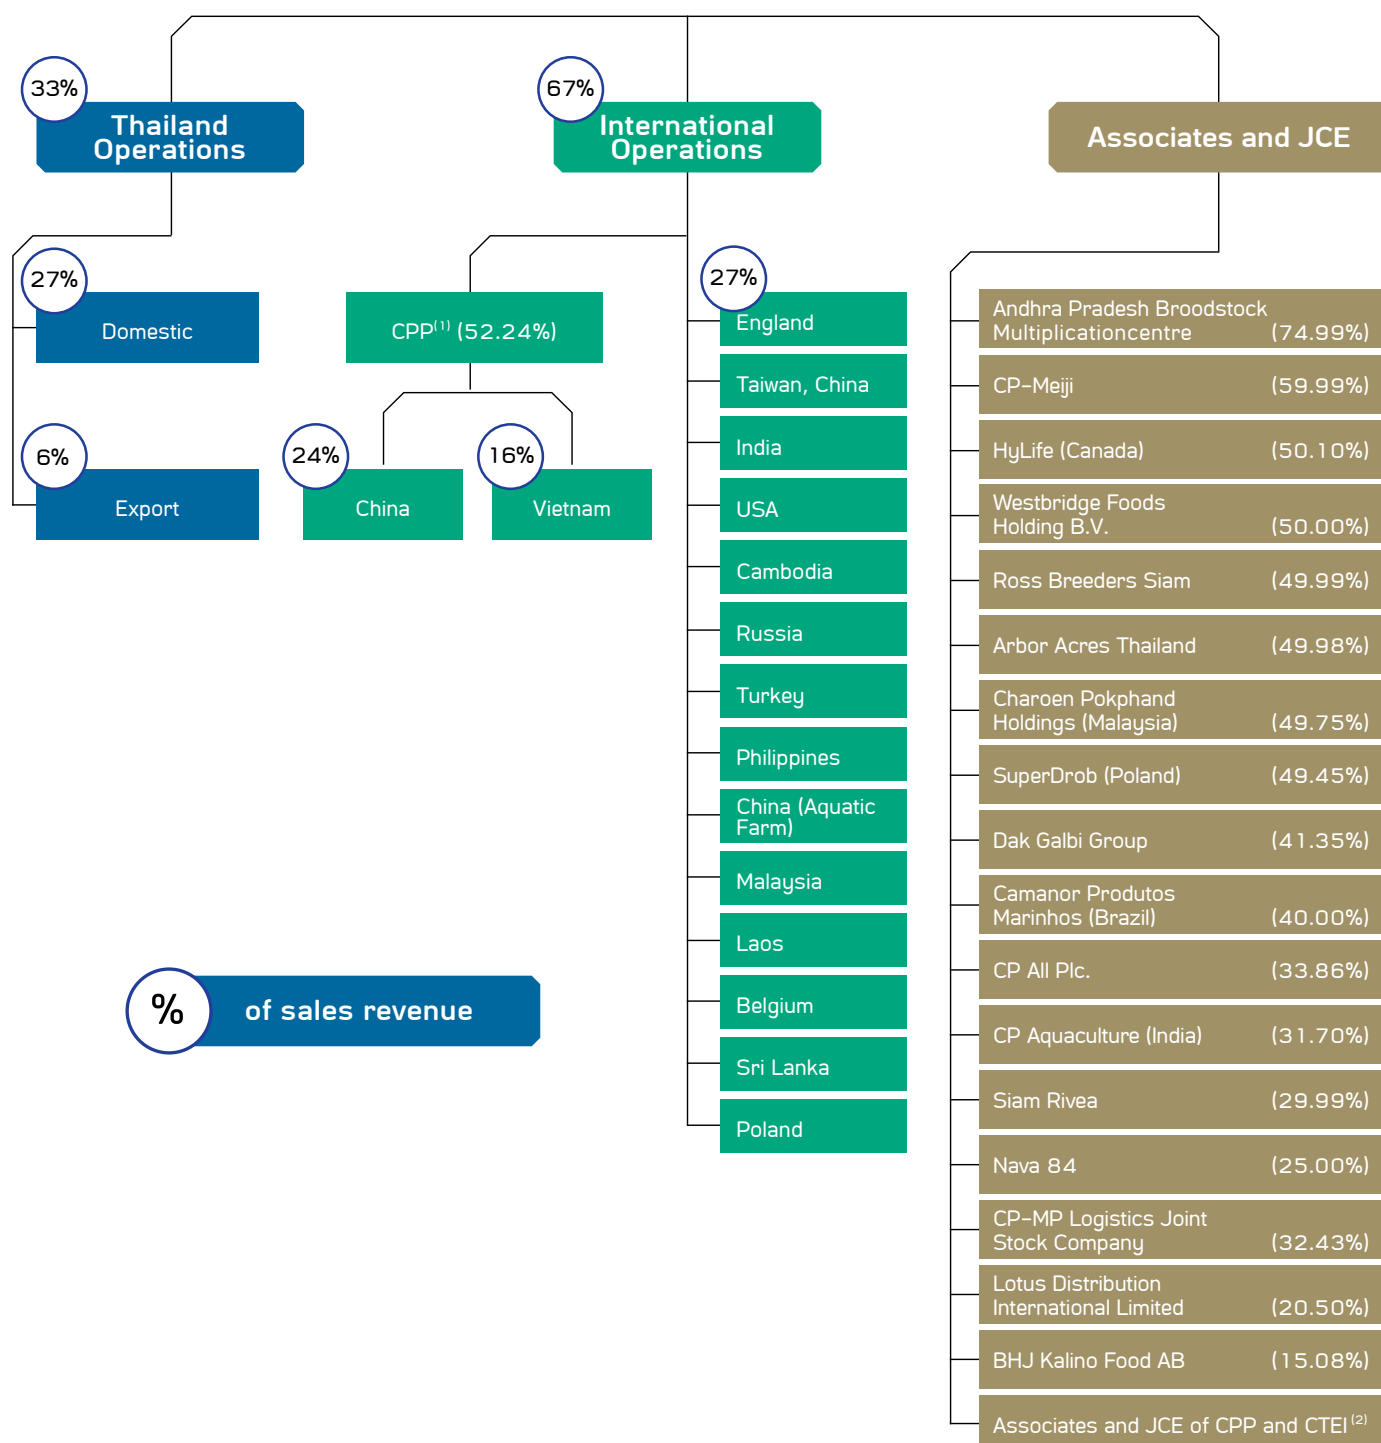 33%
Thailand
Operations
27%
Domestic
6%
Export
67%
International
Operations
CPP(1) (52.24%)
24%
China
16%
Vietnam
27%
England
Taiwan, China
India
USA
Cambodia
Russia
Turkey
Philippines
China (Aquatic
Farm)
Malaysia
Laos
Belgium
Sri Lanka
Poland
Associates and JCE
Andhra Pradesh Broodstock
Multiplicationcentre (74.99%)
CP-Meiji (59.99%)
HyLife (Canada) (50.10%)
Westbridge Foods
Holding B.V. (50.00%)
Ross Breeders Siam (49.99%)
Arbor Acres Thailand (49.98%)
Charoen Pokphand
Holdings (Malaysia) (49.75%)
SuperDrob (Poland) (49.45%)
Dak Galbi Group (41.35%)
Camanor Produtos
Marinhos (Brazil) (40.00%)
CP All Plc. (33.86%)
CP Aquaculture (India) (31.70%)
Siam Rivea (29.99%)
Nava 84 (25.00%)
CP-MP Logistics Joint
Stock Company (32.43%)
Lotus Distribution
International Limited (20.50%)
BHJ Kalino Food AB (15.08%)
Associates and JCE of CPP and CTEI (2)
% of sales revenue